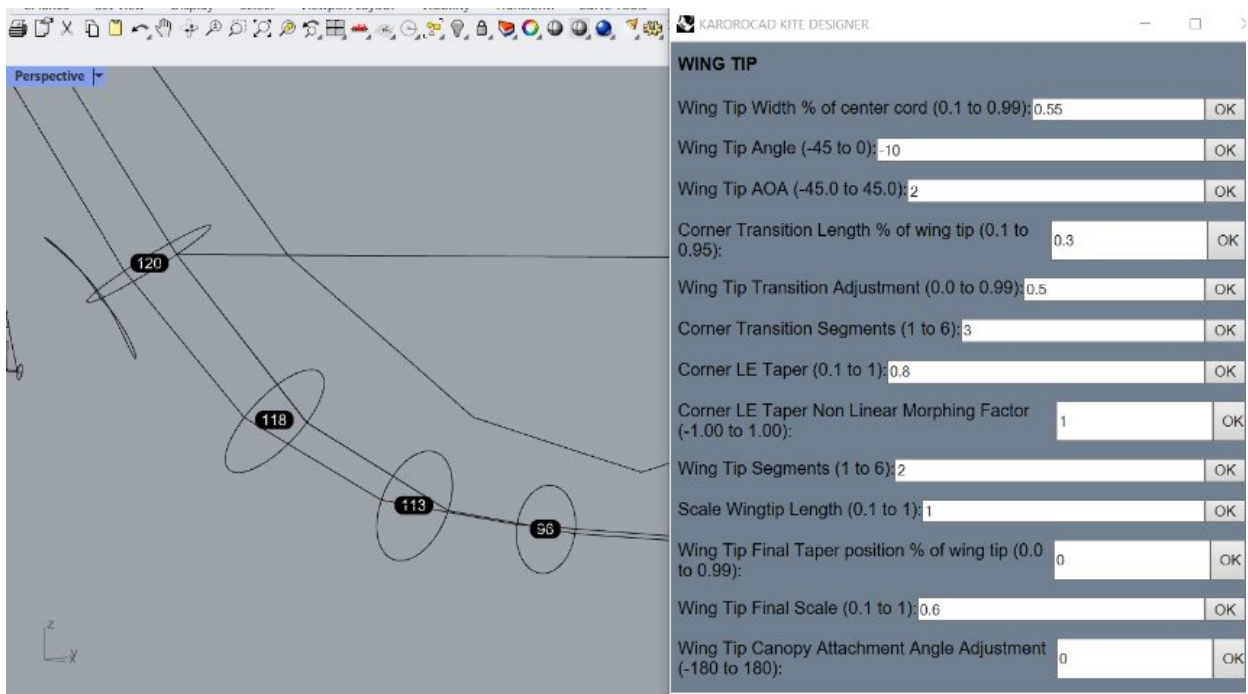 Perspective
120
118
113
96
z
x
KAROROCAD KITE DESIGNER
WING TIP
Wing Tip Width % of center cord (0.1 to 0.99): 0.55 OK
Wing Tip Angle (-45 to 0): -10 OK
Wing Tip AOA (-45.0 to 45.0): 2 OK
Corner Transition Length % of wing tip (0.1 to
0.95): 0.3 OK
Wing Tip Transition Adjustment (0.0 to 0.99): 0.5 OK
Corner Transition Segments (1 to 6): 3 OK
Corner LE Taper (0.1 to 1): 0.8 OK
Corner LE Taper Non Linear Morphing Factor
(-1.00 to 1.00): 1 OK
Wing Tip Segments (1 to 6): 2 OK
Scale Wingtip Length (0.1 to 1): 1 OK
Wing Tip Final Taper position % of wing tip (0.0
to 0.99): 0 OK
Wing Tip Final Scale (0.1 to 1): 0.6 OK
Wing Tip Canopy Attachment Angle Adjustment
(-180 to 180): 0 OK